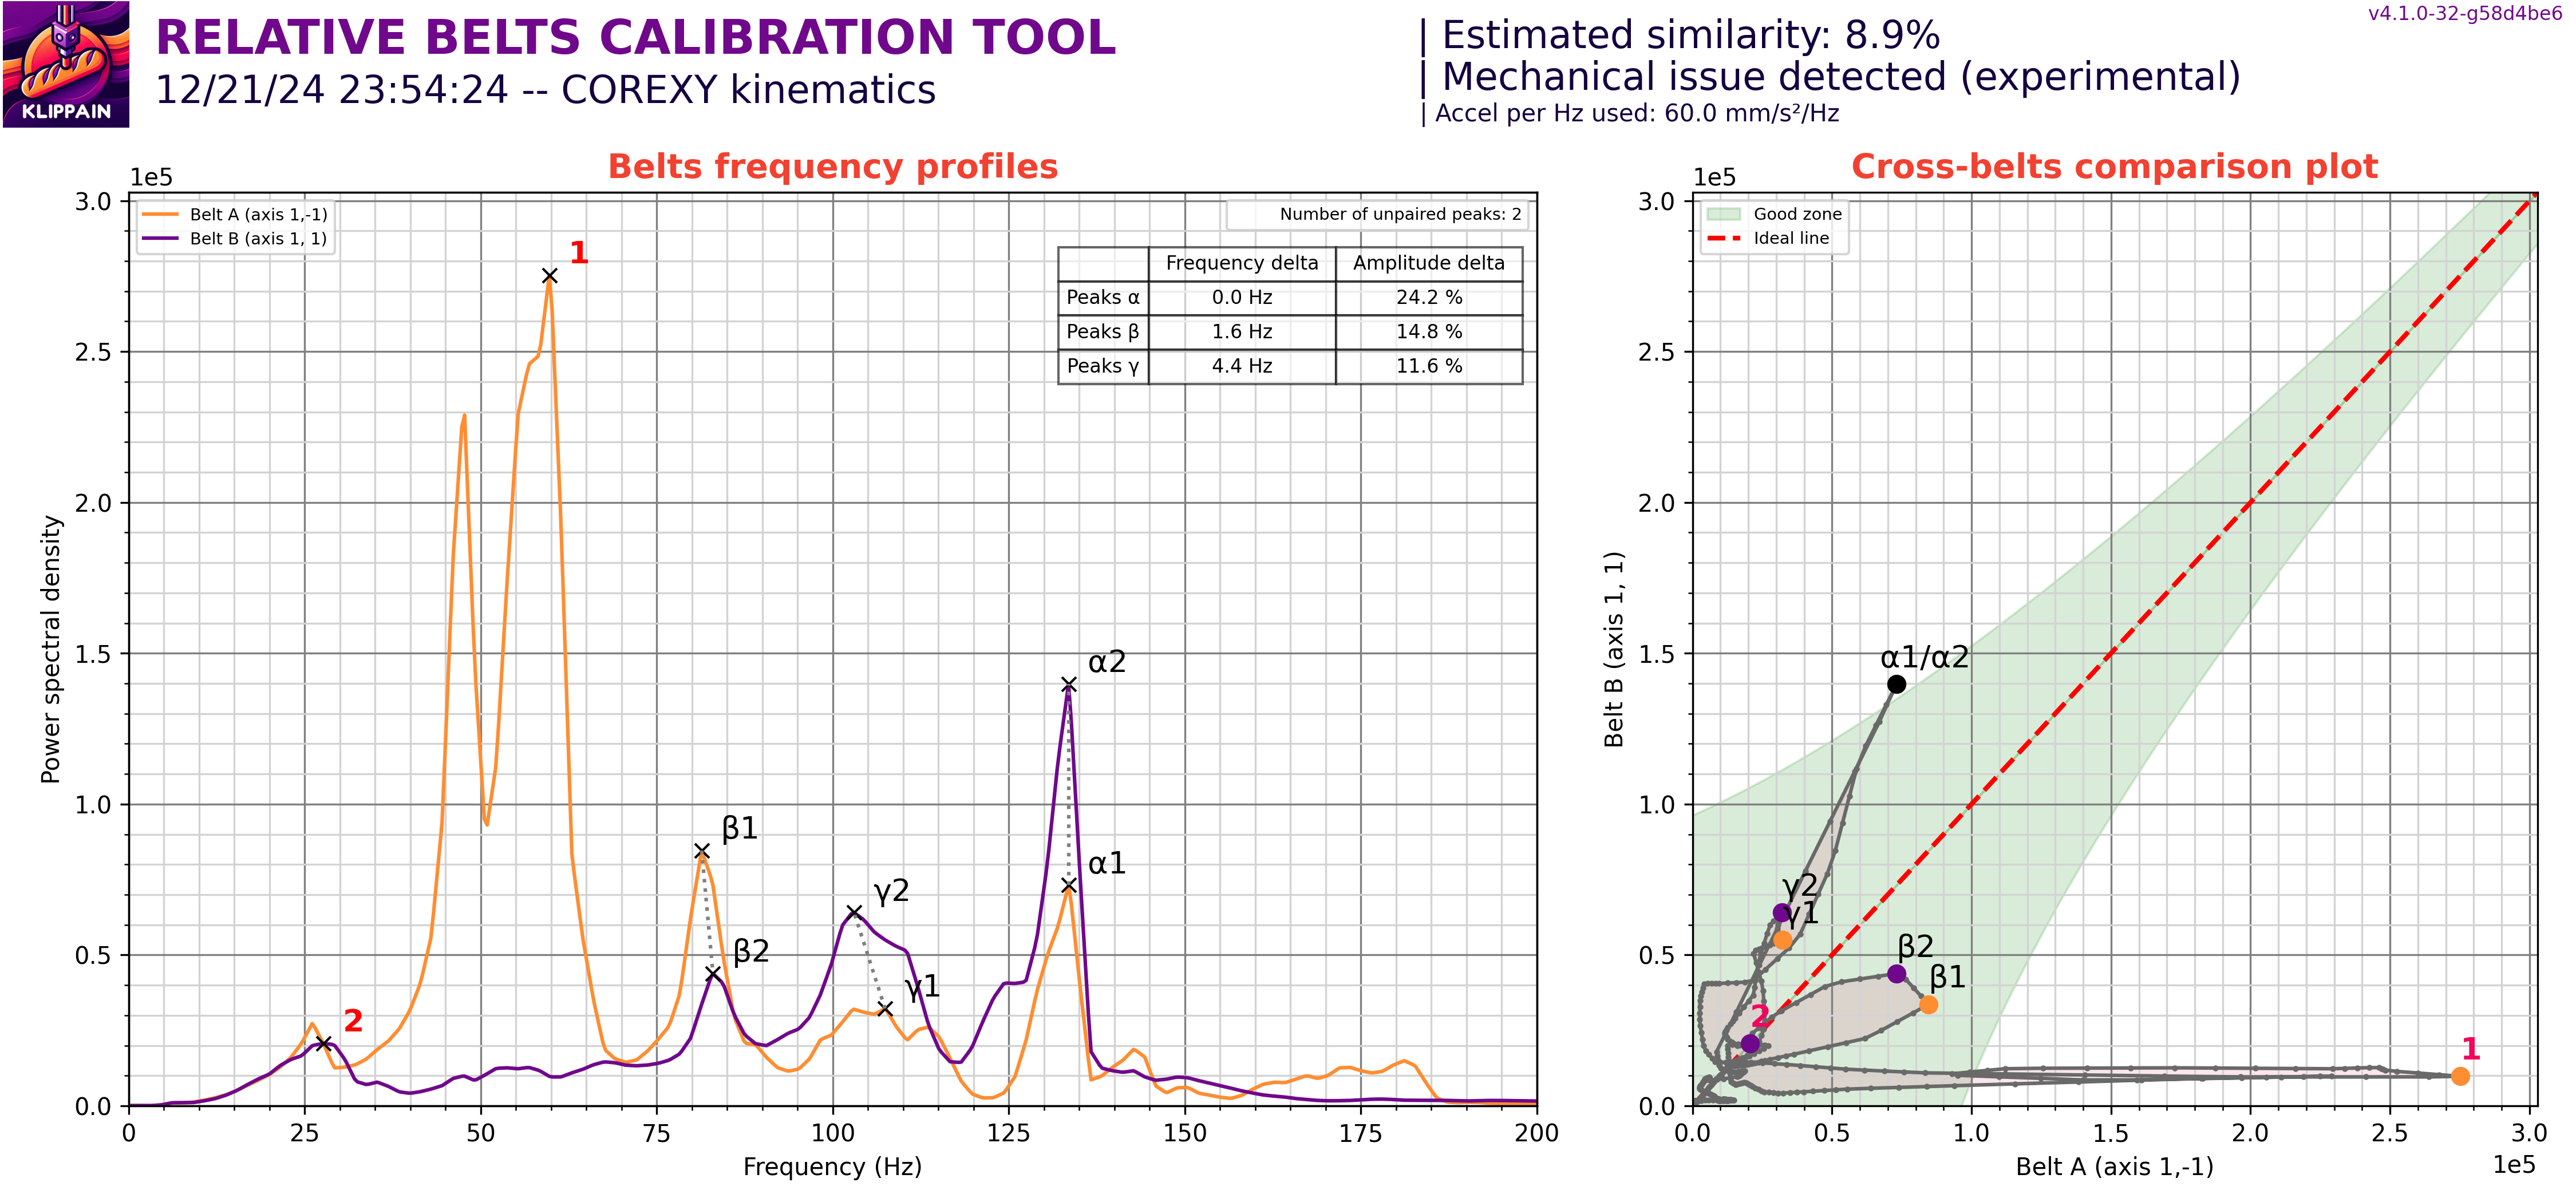 KLIPPAIN
RELATIVE BELTS CALIBRATION TOOL
12/21/24 23:54:24 -- COREXY kinematics
| Estimated similarity: 8.9%
| Mechanical issue detected (experimental)
| Accel per Hz used: 60.0 mm/s²/Hz
v4.1.0-32-g58d4be6
Belts frequency profiles
1e5
3.0
2.5
2.0
1.5
1.0
0.5
0.0
Power spectral density
Belt A (axis 1,-1)
Belt B (axis 1, 1)
Number of unpaired peaks: 2
Frequency delta Amplitude delta
Peaks α 0.0 Hz 24.2 %
Peaks β 1.6 Hz 14.8 %
Peaks γ 4.4 Hz 11.6 %
1
α2
β1
α1
γ2
β2
γ1
2
0 25 50 75 100 125 150 175 200
Frequency (Hz)
Cross-belts comparison plot
1e5
3.0
2.5
2.0
1.5
1.0
0.5
0.0
Belt B (axis 1, 1)
Good zone
Ideal line
α1/α2
γ2
γ1
β2
β1
2
1
0.0 0.5 1.0 1.5 2.0 2.5 3.0
Belt A (axis 1,-1)
1e5